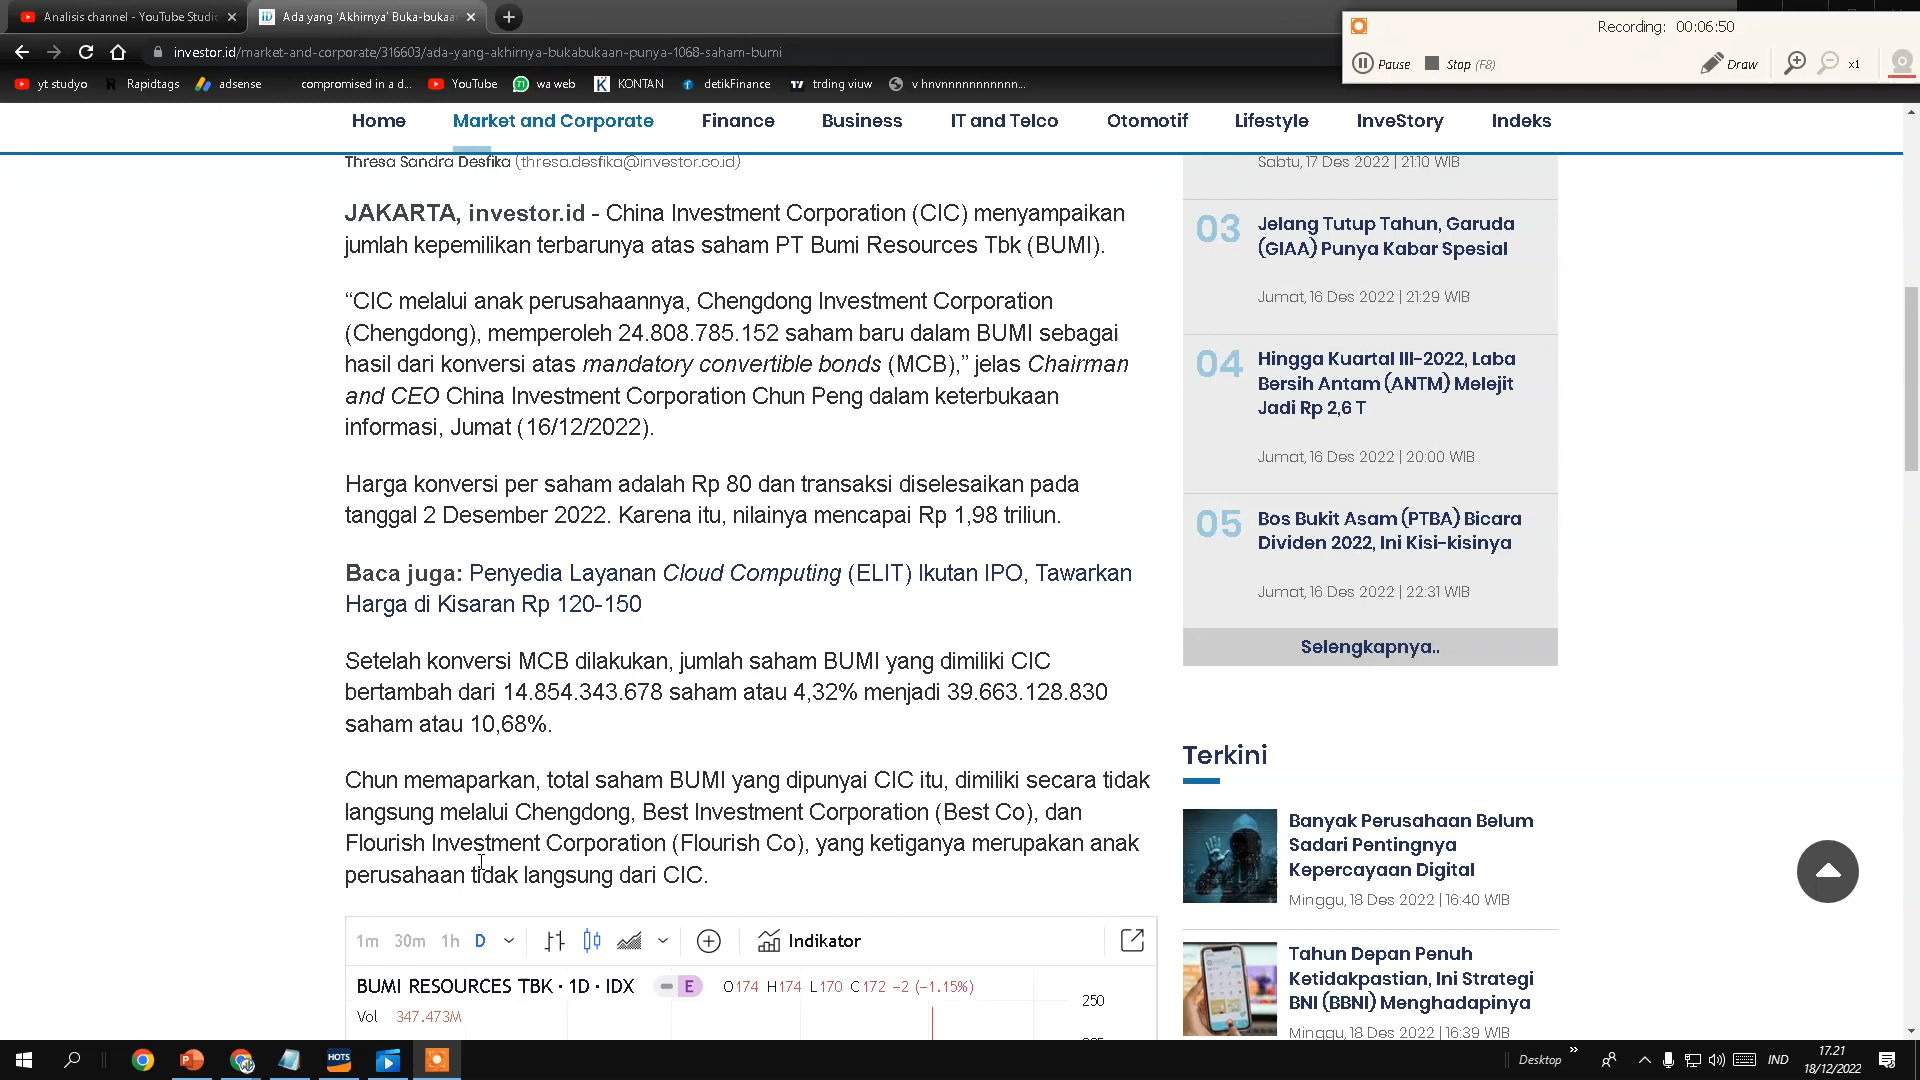 Analisis channel - YouTube Studio
Ada yang 'Akhirnya' Buka-bukaan
Recording: 00:06:50
investor.id/market-and-corporate/316603/ada-yang-akhirnya-bukabukaan-punya-1068-saham-bumi
Pause
Stop (F8)
Draw
x1
yt studyo
Rapidtags
adsense
compromised in a d...
YouTube
wa web
KONTAN
detikFinance
trding viuw
v hnvnnnnnnnnnn...
Home
Market and Corporate
Finance
Business
IT and Telco
Otomotif
Lifestyle
InveStory
Indeks
Thresa Sandra Desfika (thresa.desfika@investor.co.id)
JAKARTA, investor.id - China Investment Corporation (CIC) menyampaikan
jumlah kepemilikan terbarunya atas saham PT Bumi Resources Tbk (BUMI).
“CIC melalui anak perusahaannya, Chengdong Investment Corporation
(Chengdong), memperoleh 24.808.785.152 saham baru dalam BUMI sebagai
hasil dari konversi atas mandatory convertible bonds (MCB),” jelas Chairman
and CEO China Investment Corporation Chun Peng dalam keterbukaan
informasi, Jumat (16/12/2022).
Harga konversi per saham adalah Rp 80 dan transaksi diselesaikan pada
tanggal 2 Desember 2022. Karena itu, nilainya mencapai Rp 1,98 triliun.
Baca juga: Penyedia Layanan Cloud Computing (ELIT) Ikutan IPO, Tawarkan
Harga di Kisaran Rp 120-150
Setelah konversi MCB dilakukan, jumlah saham BUMI yang dimiliki CIC
bertambah dari 14.854.343.678 saham atau 4,32% menjadi 39.663.128.830
saham atau 10,68%.
Chun memaparkan, total saham BUMI yang dipunyai CIC itu, dimiliki secara tidak
langsung melalui Chengdong, Best Investment Corporation (Best Co), dan
Flourish Investment Corporation (Flourish Co), yang ketiganya merupakan anak
perusahaan tidak langsung dari CIC.
1m 30m 1h D
Indikator
BUMI RESOURCES TBK · 1D · IDX
E
O174 H174 L170 C172 −2 (−1.15%)
Vol 347.473M
250
Sabtu, 17 Des 2022 | 21:10 WIB
03
Jelang Tutup Tahun, Garuda
(GIAA) Punya Kabar Spesial
Jumat, 16 Des 2022 | 21:29 WIB
04
Hingga Kuartal III-2022, Laba
Bersih Antam (ANTM) Melejit
Jadi Rp 2,6 T
Jumat, 16 Des 2022 | 20:00 WIB
05
Bos Bukit Asam (PTBA) Bicara
Dividen 2022, Ini Kisi-kisinya
Jumat, 16 Des 2022 | 22:31 WIB
Selengkapnya..
Terkini
Banyak Perusahaan Belum
Sadari Pentingnya
Kepercayaan Digital
Minggu, 18 Des 2022 | 16:40 WIB
Tahun Depan Penuh
Ketidakpastian, Ini Strategi
BNI (BBNI) Menghadapinya
Minggu, 18 Des 2022 | 16:39 WIB
HOTS
Desktop
IND
17.21
18/12/2022